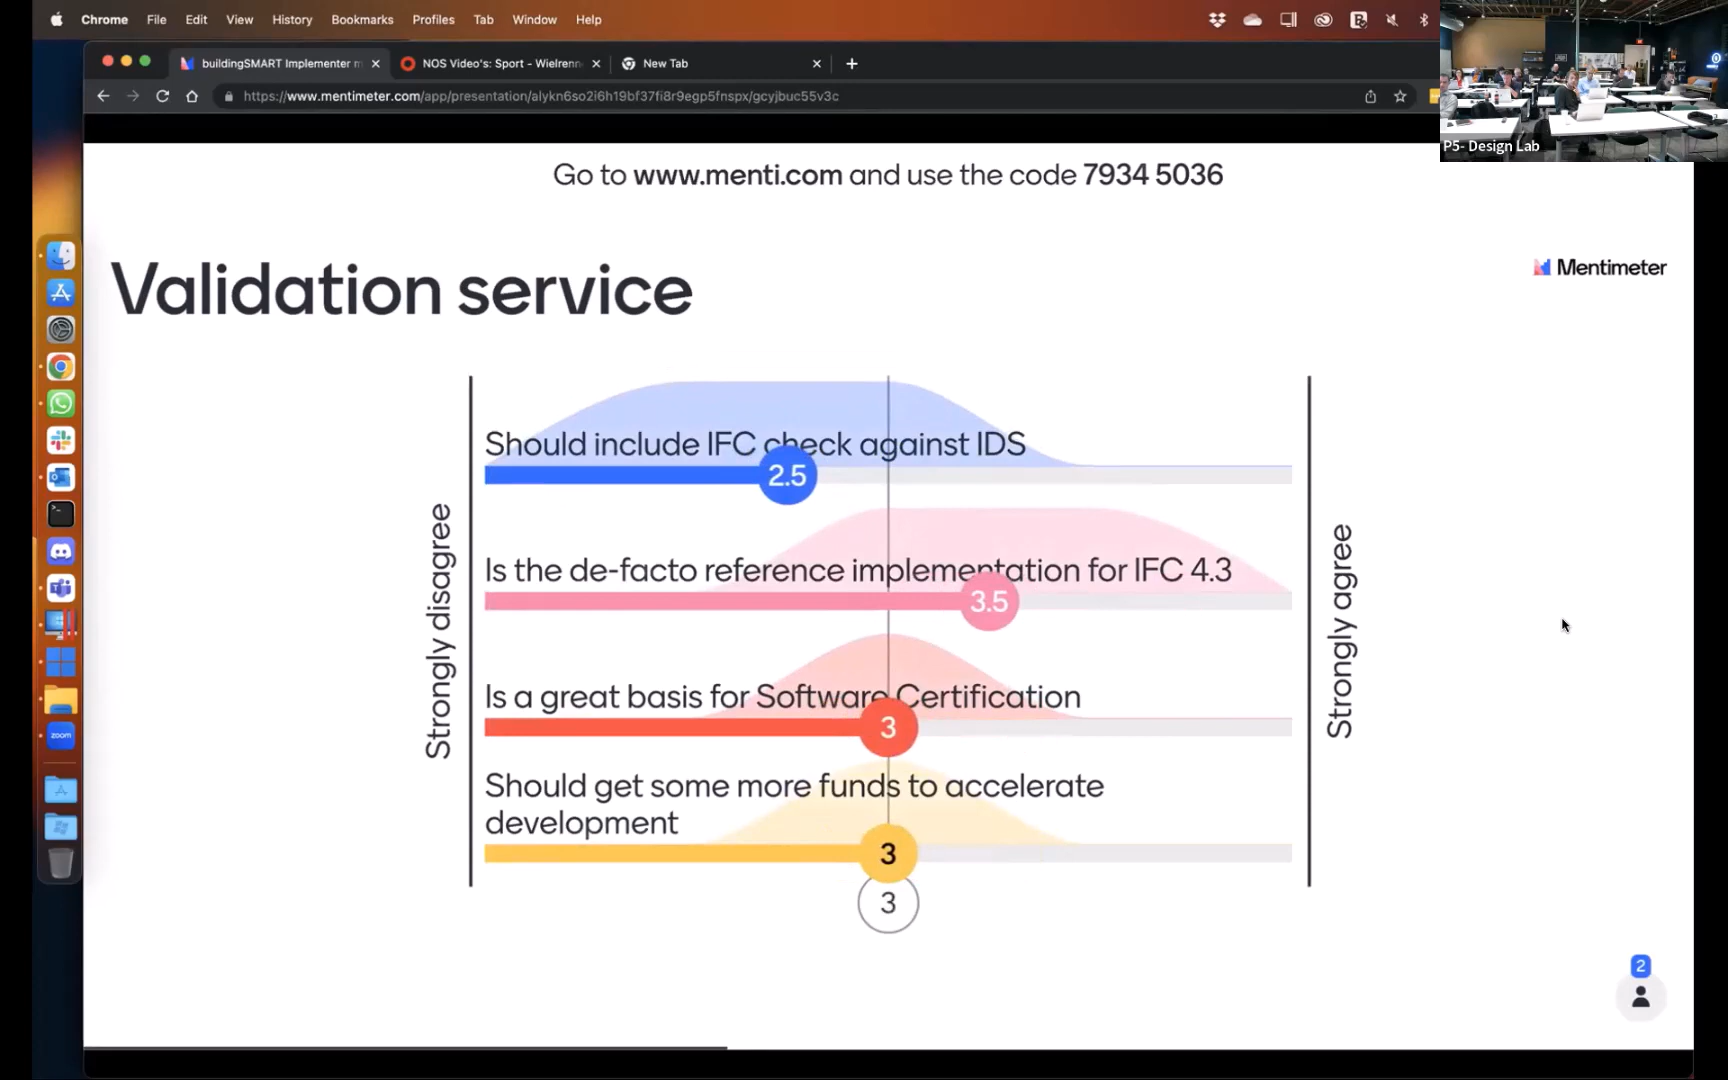 Chrome File Edit View History Bookmarks Profiles Tab Window Help
buildingSMART Implementer m
NOS Video's: Sport - Wielrenn
New Tab
https://www.mentimeter.com/app/presentation/alykn6so2i6h19bf37fi8r9egp5fnspx/gcyjbuc55v3c
P5- Design Lab
Go to www.menti.com and use the code 7934 5036
Validation service
Mentimeter
Strongly disagree
Should include IFC check against IDS
2.5
Is the de-facto reference implementation for IFC 4.3
3.5
Is a great basis for Software Certification
3
Should get some more funds to accelerate
development
3
3
Strongly agree
2
zoom